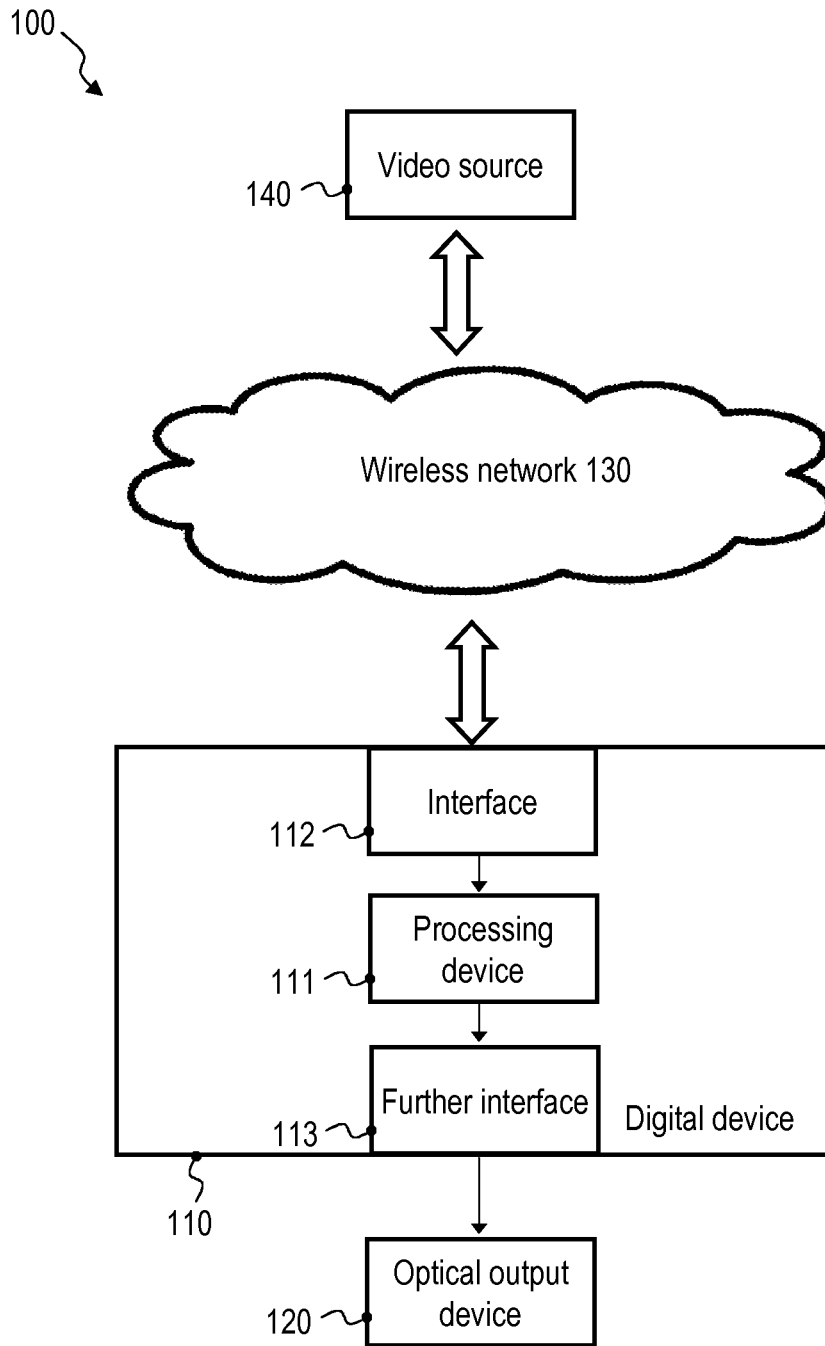 100
Video source
140
Wireless network 130
Interface
112
Processing
device
111
Further interface
113
Digital device
110
Optical output
device
120